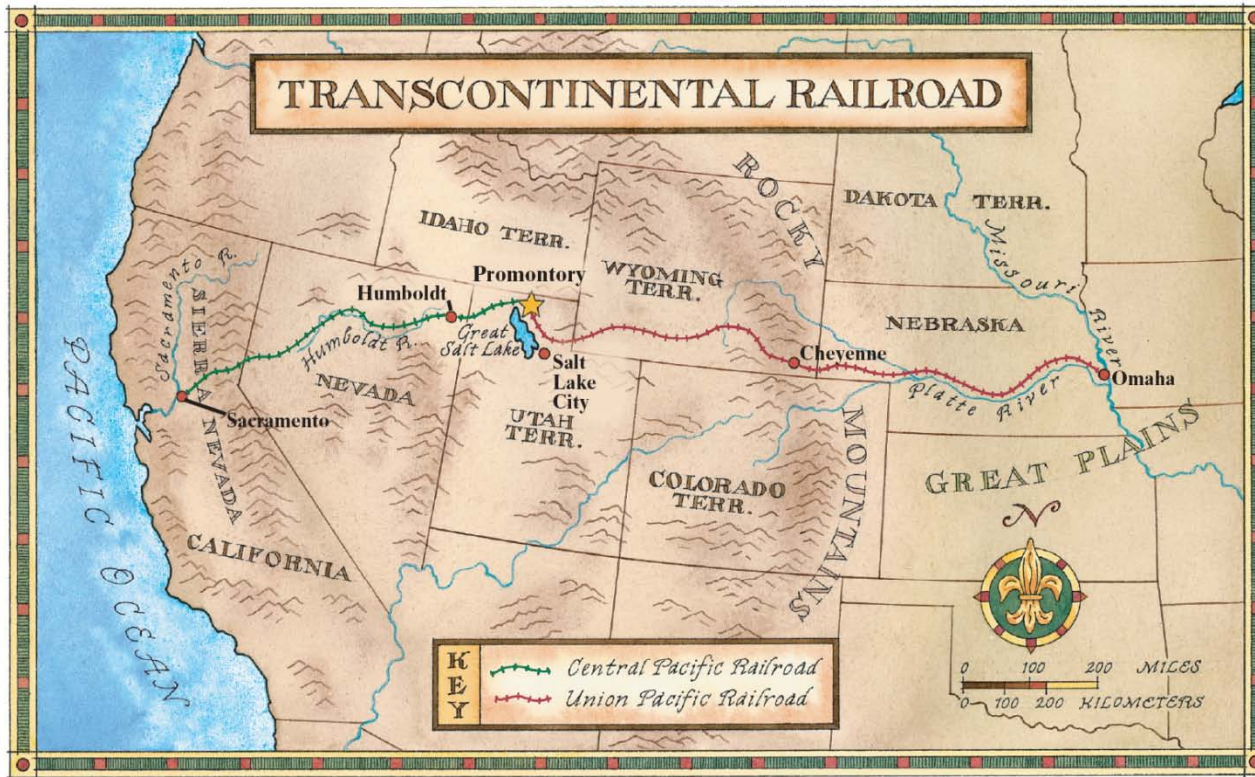 TRANSCONTINENTAL RAILROAD
ROCKY
MOUNTAINS
DAKOTA TERR.
Missouri River
IDAHO TERR.
Promontory
WYOMING
TERR.
Humboldt
Sacramento R.
SIERRA NEVADA
Great
Salt Lake
Humboldt R.
NEBRASKA
Cheyenne
Salt
Lake
City
Omaha
Platte River
NEVADA
Sacramento
UTAH
TERR.
PACIFIC OCEAN
COLORADO
TERR.
GREAT PLAINS
N
CALIFORNIA
KEY
Central Pacific Railroad
Union Pacific Railroad
0 100 200 MILES
0 100 200 KILOMETERS